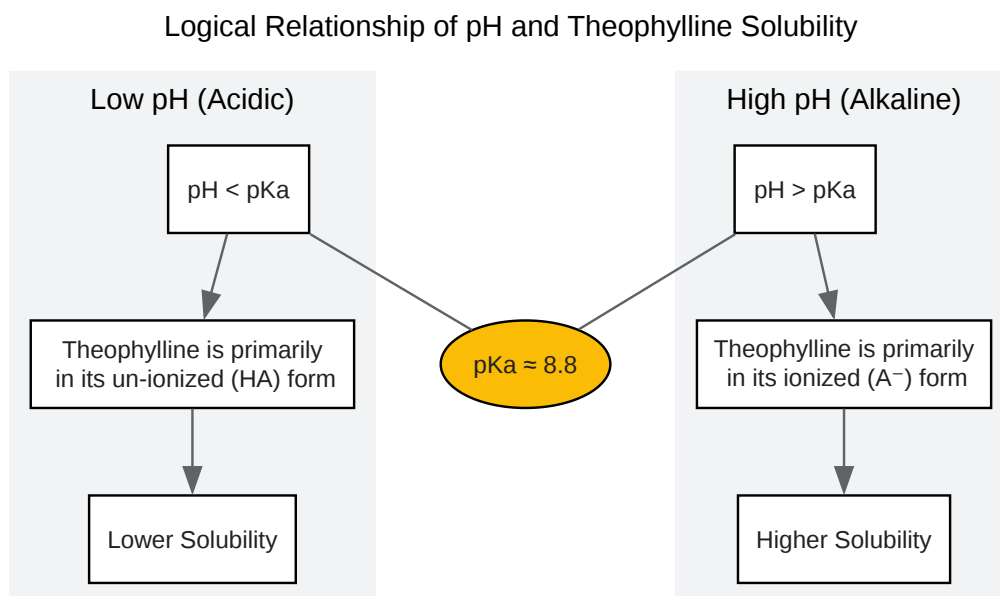 Logical Relationship of pH and Theophylline Solubility
Low pH (Acidic)
pH < pKa
Theophylline is primarily
in its un-ionized (HA) form
Lower Solubility
pKa ≈ 8.8
High pH (Alkaline)
pH > pKa
Theophylline is primarily
in its ionized (A⁻) form
Higher Solubility